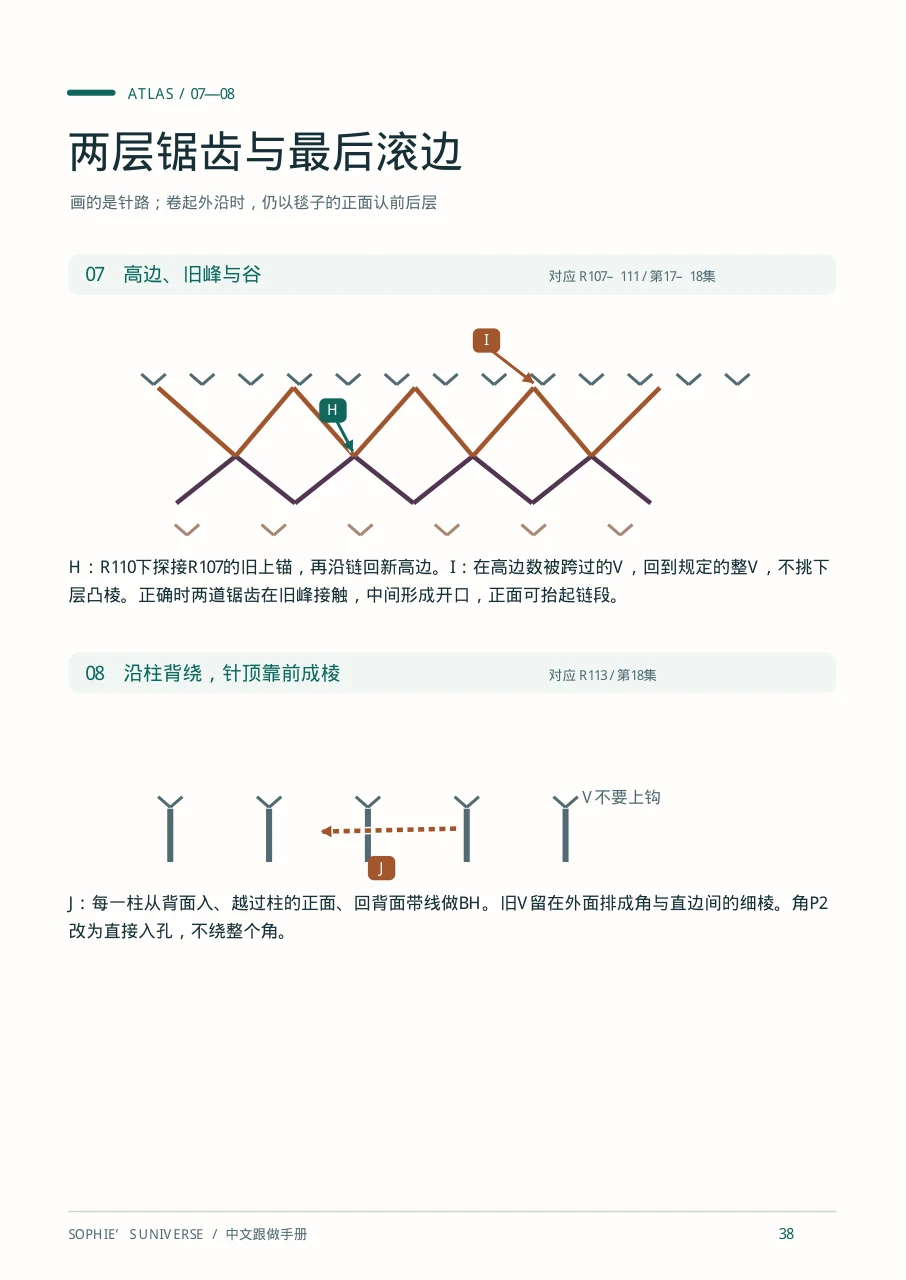 ATLAS / 07—08
两层锯齿与最后滚边
画的是针路；卷起外沿时，仍以毯子的正面认前后层
07 高边、旧峰与谷
对应 R107– 111 / 第17– 18集
I
H
H：R110下探接R107的旧上锚，再沿链回新高边。I：在高边数被跨过的V，回到规定的整V，不挑下
层凸棱。正确时两道锯齿在旧峰接触，中间形成开口，正面可抬起链段。
08 沿柱背绕，针顶靠前成棱
对应 R113 / 第18集
V 不要上钩
J
J：每一柱从背面入、越过柱的正面、回背面带线做BH。旧V留在外面排成角与直边间的细棱。角P2
改为直接入孔，不绕整个角。
SOPHIE’ S UNIVERSE / 中文跟做手册
38